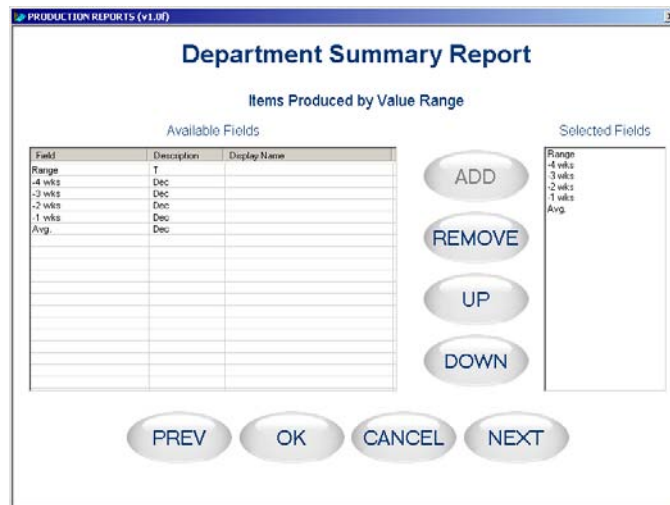 PRODUCTION REPORTS (v1.0f)
Department Summary Report
Items Produced by Value Range
Available Fields
Field Description Display Name
Range T
-4 wks Dec
-3 wks Dec
-2 wks Dec
-1 wks Dec
Avg. Dec
ADD
REMOVE
UP
DOWN
Selected Fields
Range
-4 wks
-3 wks
-2 wks
-1 wks
Avg.
PREV OK CANCEL NEXT